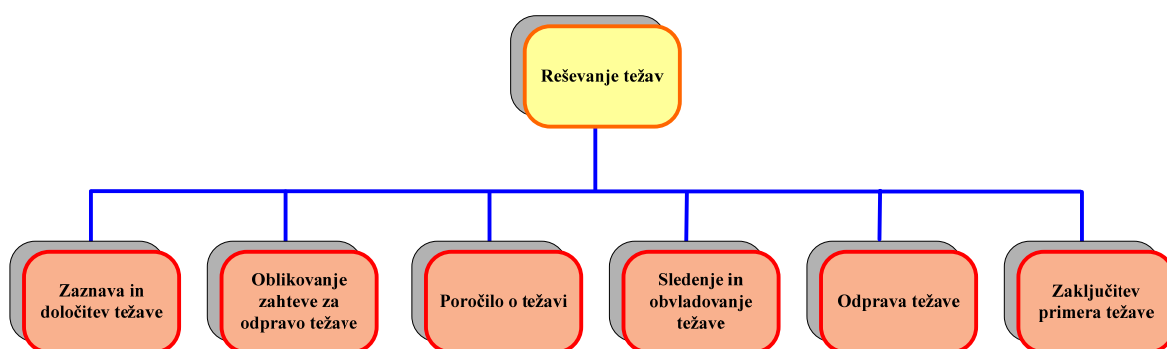 Reševanje težav
Zaznava in
določitev težave
Oblikovanje
zahteve za
odpravo težave
Poročilo o težavi
Sledenje in
obvladovanje
težave
Odprava težave
Zaključitev
primera težave